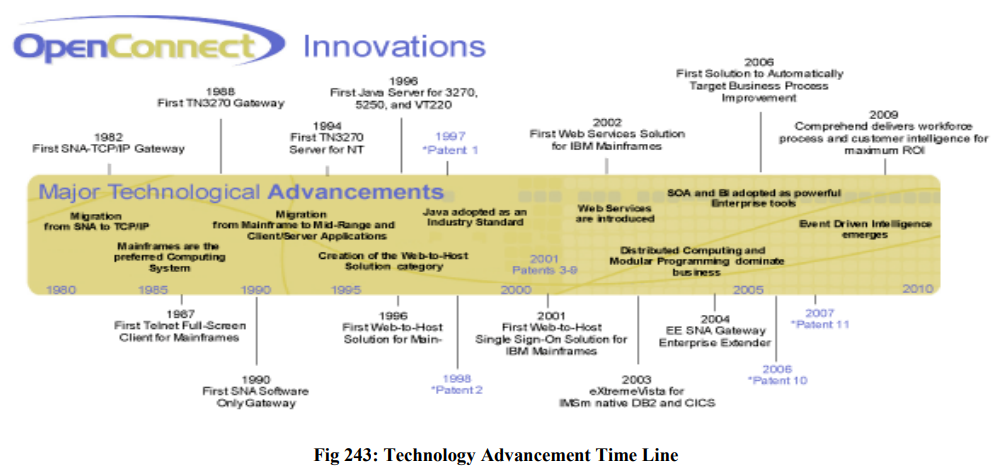 OpenConnect Innovations
1982
First SNA-TCP/IP Gateway
1988
First TN3270 Gateway
1994
First TN3270
Server for NT
1996
First Java Server for 3270,
5250, and VT220
1997
*Patent 1
2002
First Web Services Solution
for IBM Mainframes
2006
First Solution to Automatically
Target Business Process
Improvement
2009
Comprehend delivers workforce
process and customer intelligence for
maximum ROI
Major Technological Advancements
Migration
from SNA to TCP/IP
Mainframes are the
preferred Computing
System
Migration
from Mainframe to Mid-Range and
Client/Server Applications
Creation of the Web-to-Host
Solution category
Java adopted as an
Industry Standard
2001
Patents 3-9
Web Services
are introduced
SOA and BI adopted as powerful
Enterprise tools
Distributed Computing and
Modular Programming dominate
business
Event Driven Intelligence
emerges
1980
1985
1990
1995
2000
2005
2010
1987
First Telnet Full-Screen
Client for Mainframes
1990
First SNA Software
Only Gateway
1996
First Web-to-Host
Solution for Main-
1998
*Patent 2
2001
First Web-to-Host
Single Sign-On Solution for
IBM Mainframes
2003
eXtremeVista for
IMSm native DB2 and CICS
2004
EE SNA Gateway
Enterprise Extender
2006
*Patent 10
2007
*Patent 11
Fig 243: Technology Advancement Time Line